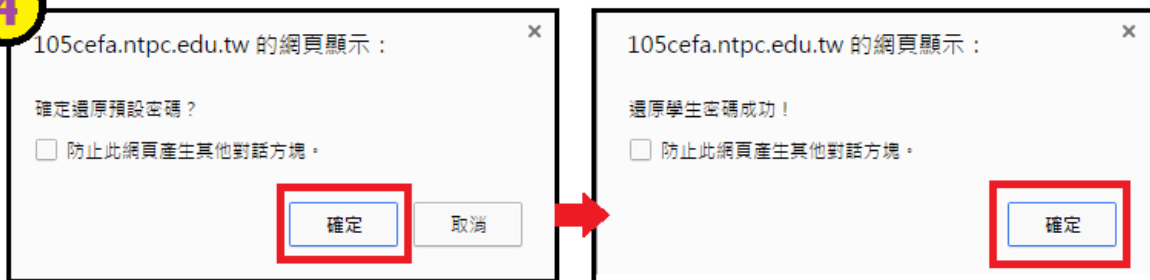 4
105cefa.ntpc.edu.tw 的網頁顯示：
×
確定還原預設密碼？
防止此網頁產生其他對話方塊。
確定
取消
105cefa.ntpc.edu.tw 的網頁顯示：
×
還原學生密碼成功！
防止此網頁產生其他對話方塊。
確定